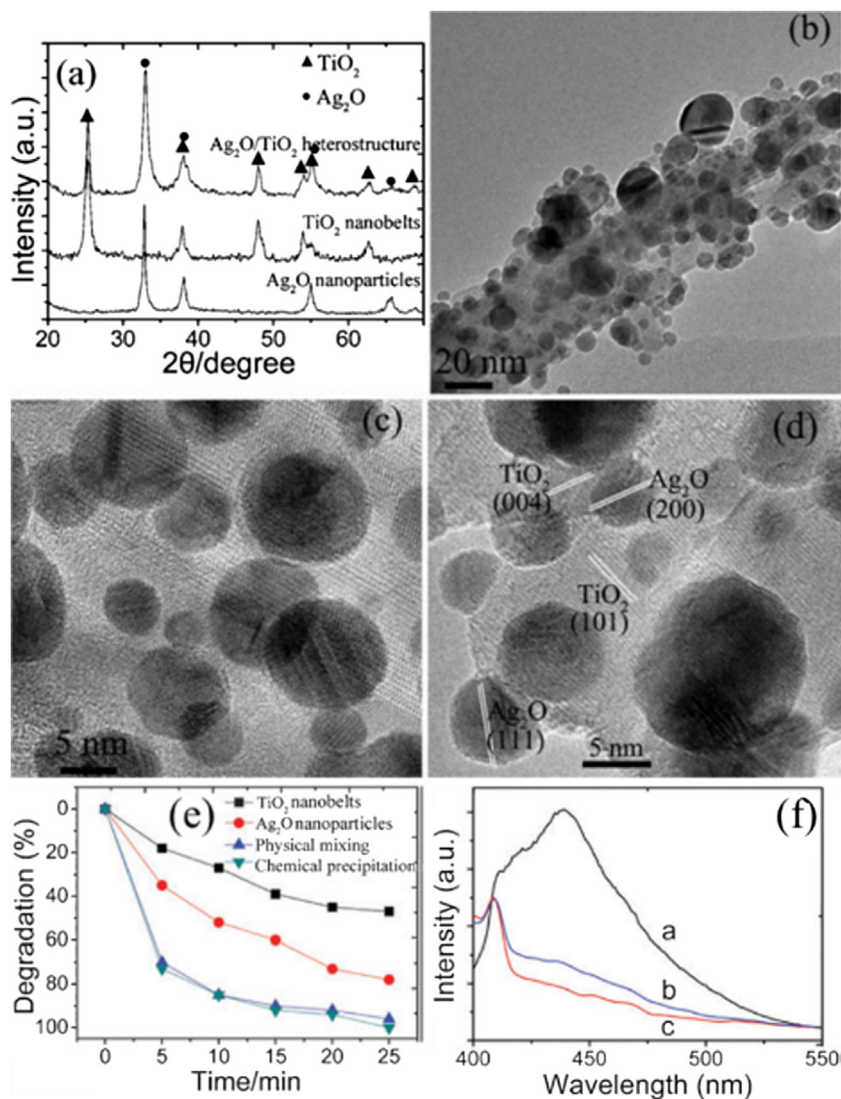 (a)
▲ TiO₂
● Ag₂O
Ag₂O/TiO₂ heterostructure
TiO₂ nanobelts
Ag₂O nanoparticles
Intensity (a.u.)
20 30 40 50 60
2θ/degree
(b)
20 nm
(c)
5 nm
(d)
TiO₂
(004)
Ag₂O
(200)
TiO₂
(101)
Ag₂O
(111)
5 nm
(e)
TiO₂ nanobelts
Ag₂O nanoparticles
Physical mixing
Chemical precipitation
Degradation (%)
0
20
40
60
80
100
0 5 10 15 20 25
Time/min
(f)
Intensity (a.u.)
a
b
c
400 450 500 550
Wavelength (nm)